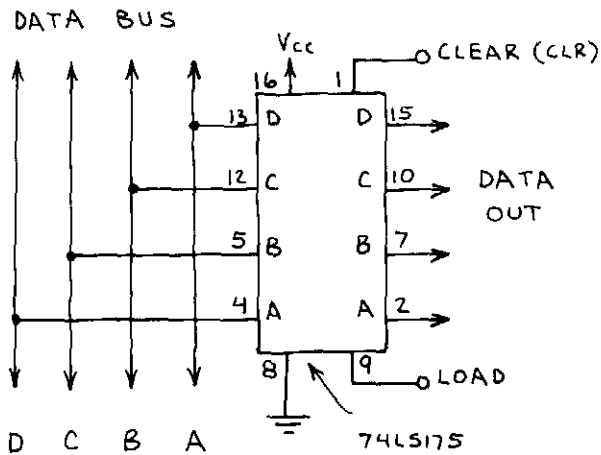 DATA BUS
Vcc
CLEAR (CLR)
16 1
13 D D 15
12 C C 10
DATA
OUT
5 B B 7
4 A A 2
8 9
LOAD
D C B A
74LS175